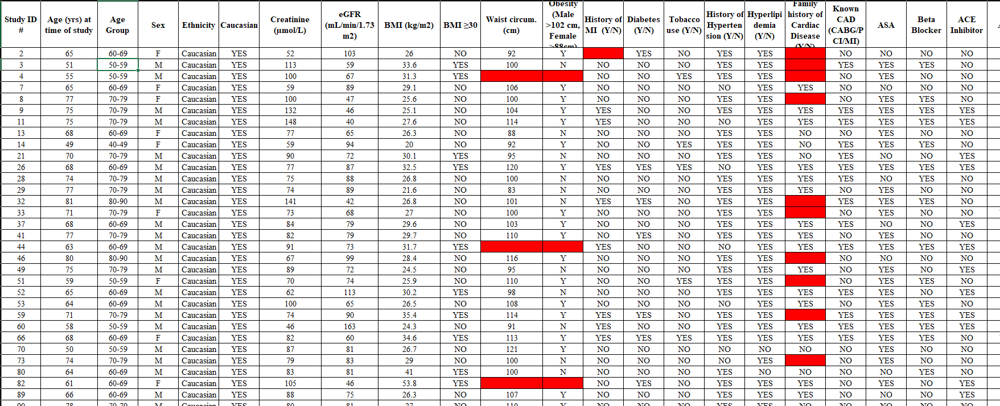 Study ID # Age (yrs) at time of study Age Group Sex Ethnicity Caucasian Creatinine (µmol/L) eGFR (mL/min/1.73 m2) BMI (kg/m2) BMI ≥30 Waist circum. (cm) Obesity (Male >102 cm, Female >88cm) History of MI (Y/N) Diabetes (Y/N) Tobacco use (Y/N) History of Hyperten sion (Y/N) Hyperlipi demia (Y/N) Family history of Cardiac Disease (Y/N) Known CAD (CABG/P CI/MI) ASA Beta Blocker ACE Inhibitor
2 65 60-69 F Caucasian YES 52 103 26 NO 92 Y YES NO YES YES NO NO NO NO
3 51 50-59 M Caucasian YES 113 59 33.6 YES 100 N NO NO NO YES YES YES YES YES NO
4 55 50-59 M Caucasian YES 100 67 31.3 YES NO NO YES YES YES NO YES NO NO
7 65 60-69 F Caucasian YES 59 89 29.1 NO 106 Y NO NO NO NO YES YES NO NO NO NO
8 77 70-79 F Caucasian YES 100 47 25.6 NO 100 Y NO NO NO YES YES NO YES YES NO
9 75 70-79 M Caucasian YES 132 46 25.1 NO 104 Y YES NO NO YES YES YES YES YES YES YES
11 75 70-79 M Caucasian YES 148 40 27.6 NO 114 Y YES NO NO NO YES YES YES YES YES YES
13 68 60-69 F Caucasian YES 77 65 26.3 NO 88 N NO NO NO YES YES NO NO YES NO NO
14 49 40-49 F Caucasian YES 59 94 20 NO 92 Y NO NO YES YES YES NO YES YES YES NO
21 70 70-79 M Caucasian YES 90 72 30.1 YES 95 N NO NO NO YES YES NO YES NO NO YES
26 68 60-69 M Caucasian YES 77 87 32.5 YES 120 Y YES YES YES NO YES YES YES YES YES YES
28 74 70-79 M Caucasian YES 75 88 26.8 NO 100 N NO NO NO YES YES YES YES NO YES NO
29 77 70-79 M Caucasian YES 74 89 21.6 NO 83 N NO NO NO YES YES YES NO YES NO NO
32 81 80-90 M Caucasian YES 141 42 26.8 NO 101 N YES YES NO YES YES YES YES YES NO
33 71 70-79 F Caucasian YES 73 68 27 NO 100 Y NO NO NO YES YES NO YES NO NO
37 68 60-69 M Caucasian YES 84 79 29.6 NO 103 Y NO NO NO YES YES YES YES NO NO YES
41 77 70-79 M Caucasian YES 82 79 29.7 NO 110 Y NO YES NO YES YES YES NO YES NO NO
44 63 60-69 M Caucasian YES 91 73 31.7 YES YES NO NO NO YES YES YES YES YES YES
46 80 80-90 M Caucasian YES 67 99 28.4 NO 116 Y NO NO NO YES YES NO NO NO NO
49 75 70-79 M Caucasian YES 89 72 24.5 NO 95 N NO NO NO YES YES YES NO YES NO YES
51 59 50-59 F Caucasian YES 70 74 25.9 NO 110 Y NO NO YES YES YES NO YES YES NO
52 65 60-69 M Caucasian YES 62 113 30.2 YES 98 N NO NO NO YES YES YES YES YES NO YES
53 64 60-69 M Caucasian YES 100 65 26.5 NO 108 Y NO NO NO NO YES YES NO YES YES NO
59 71 70-79 M Caucasian YES 74 90 35.4 YES 114 Y YES YES NO YES YES YES YES YES YES
60 58 50-59 M Caucasian YES 46 163 24.3 NO 91 N YES NO NO YES YES YES YES YES YES YES
66 68 60-69 F Caucasian YES 82 60 34.6 YES 113 Y YES YES YES YES YES YES YES YES YES NO
70 50 50-59 M Caucasian YES 87 81 26.7 NO 121 Y NO NO NO NO NO NO NO YES NO NO
73 74 70-79 M Caucasian YES 79 83 29 NO 100 N NO NO NO NO YES NO YES NO NO
80 64 60-69 M Caucasian YES 83 81 41 YES 100 N NO NO NO YES NO NO NO NO YES NO
82 61 60-69 F Caucasian YES 105 46 53.8 YES NO YES NO YES YES YES NO YES NO YES
89 66 60-69 M Caucasian YES 88 75 26.3 NO 107 Y NO NO NO YES YES YES NO NO NO YES
90 78 70-79 M Caucasian YES 80 81 27 NO 110 Y NO NO NO YES YES NO NO NO NO NO